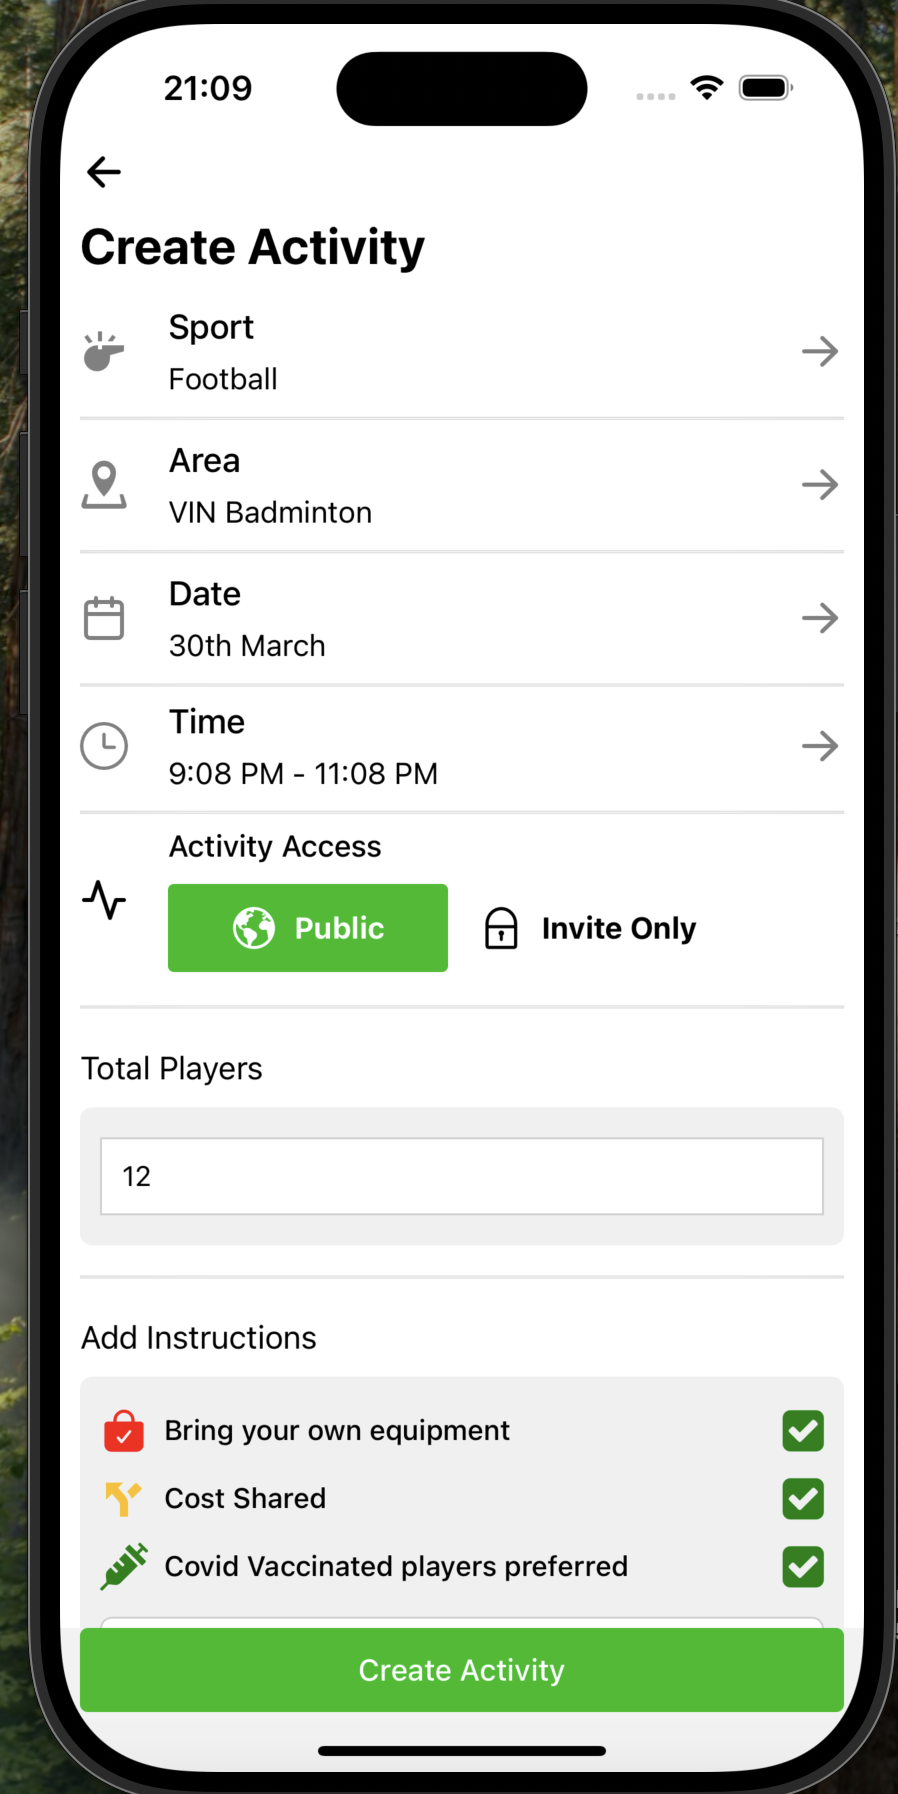 21:09
Create Activity
Sport
Football
Area
VIN Badminton
Date
30th March
Time
9:08 PM - 11:08 PM
Activity Access
Public
Invite Only
Total Players
12
Add Instructions
Bring your own equipment
Cost Shared
Covid Vaccinated players preferred
Create Activity